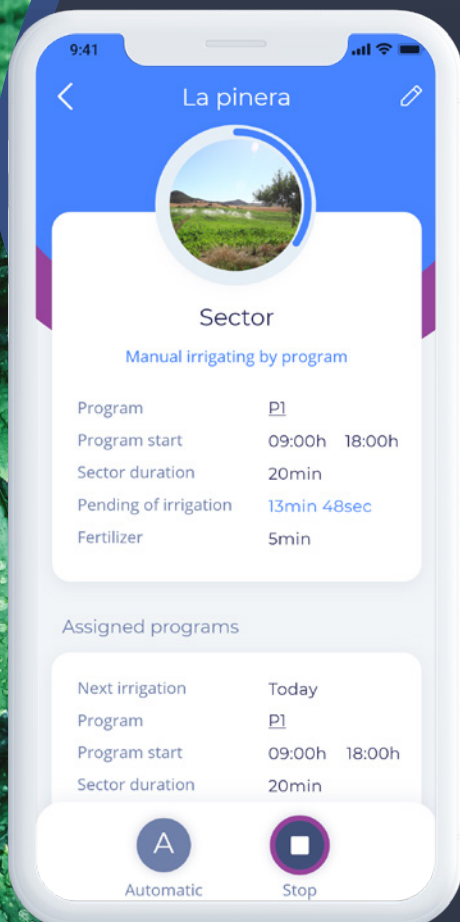 9:41
La pinera
Sector
Manual irrigating by program
Program P1
Program start 09:00h 18:00h
Sector duration 20min
Pending of irrigation 13min 48sec
Fertilizer 5min
Assigned programs
Next irrigation Today
Program P1
Program start 09:00h 18:00h
Sector duration 20min
A
Automatic Stop